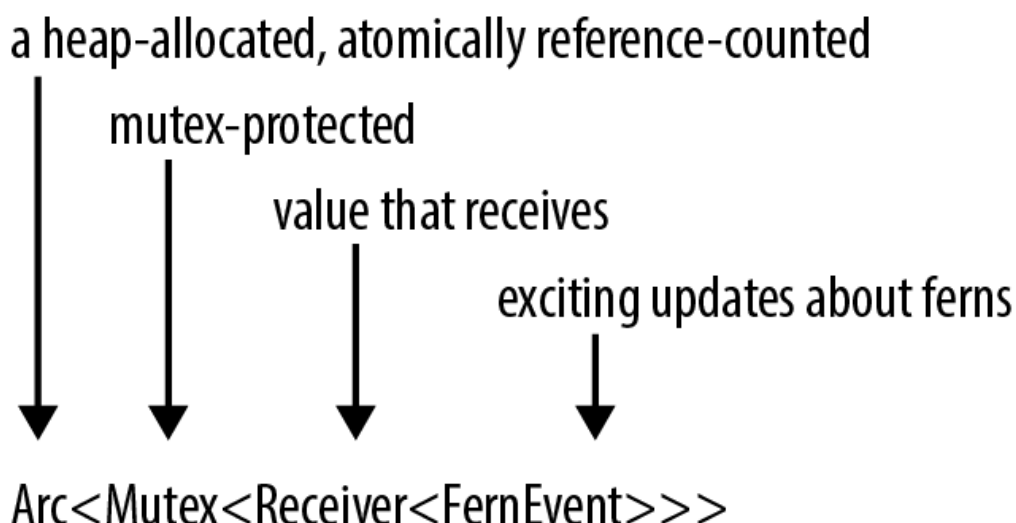 a heap-allocated, atomically reference-counted
mutex-protected
value that receives
exciting updates about ferns
Arc<Mutex<Receiver<FernEvent>>>